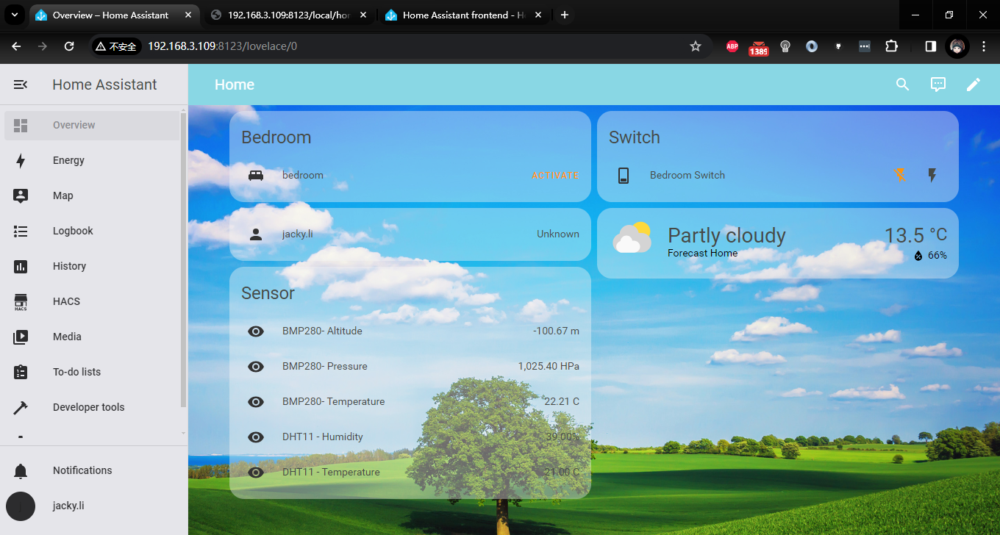 Overview – Home Assistant
192.168.3.109:8123/local/hor
Home Assistant frontend - H
不安全
192.168.3.109:8123/lovelace/0
ABP
1389
Home Assistant
Home
Overview
Energy
Map
Logbook
History
HACS
HACS
Media
To-do lists
Developer tools
Notifications
jacky.li
Bedroom
bedroom
ACTIVATE
jacky.li
Unknown
Sensor
BMP280- Altitude
-100.67 m
BMP280- Pressure
1,025.40 HPa
BMP280- Temperature
22.21 C
DHT11 - Humidity
39.00%
DHT11 - Temperature
21.00 C
Switch
Bedroom Switch
Partly cloudy
Forecast Home
13.5 °C
66%